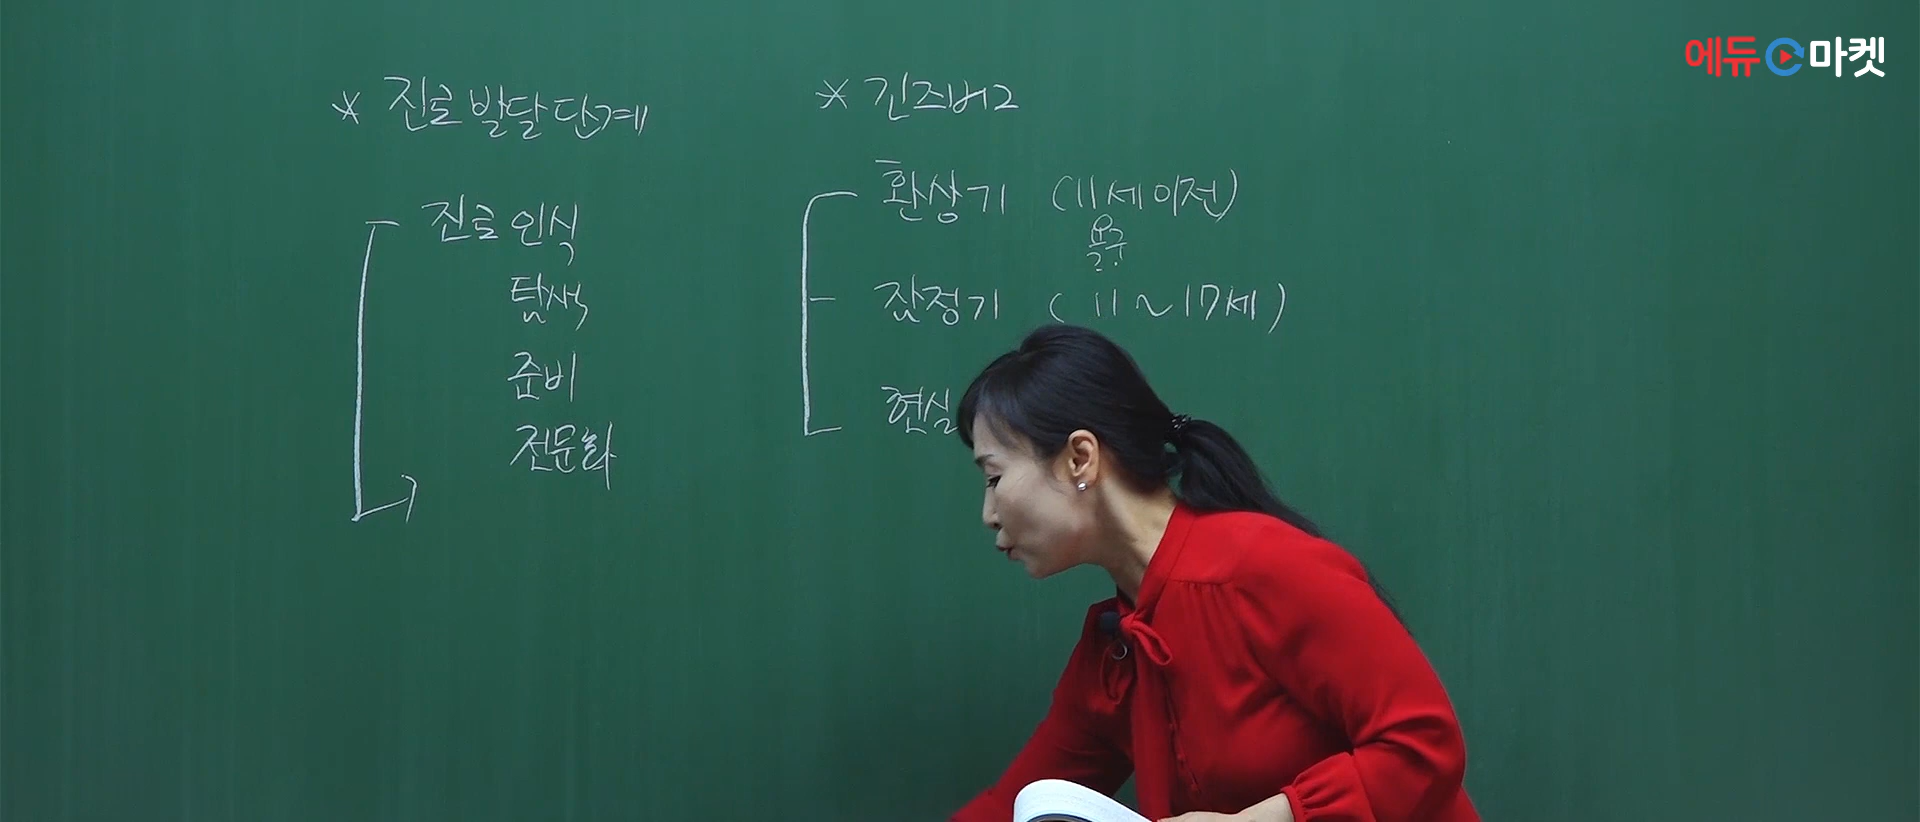 에듀 마켓
* 진로발달단계
진로 인식
탐색
준비
전문화
* 긴즈버그
환상기 (11세이전)
욕구
잠정기 (11~17세)
현실